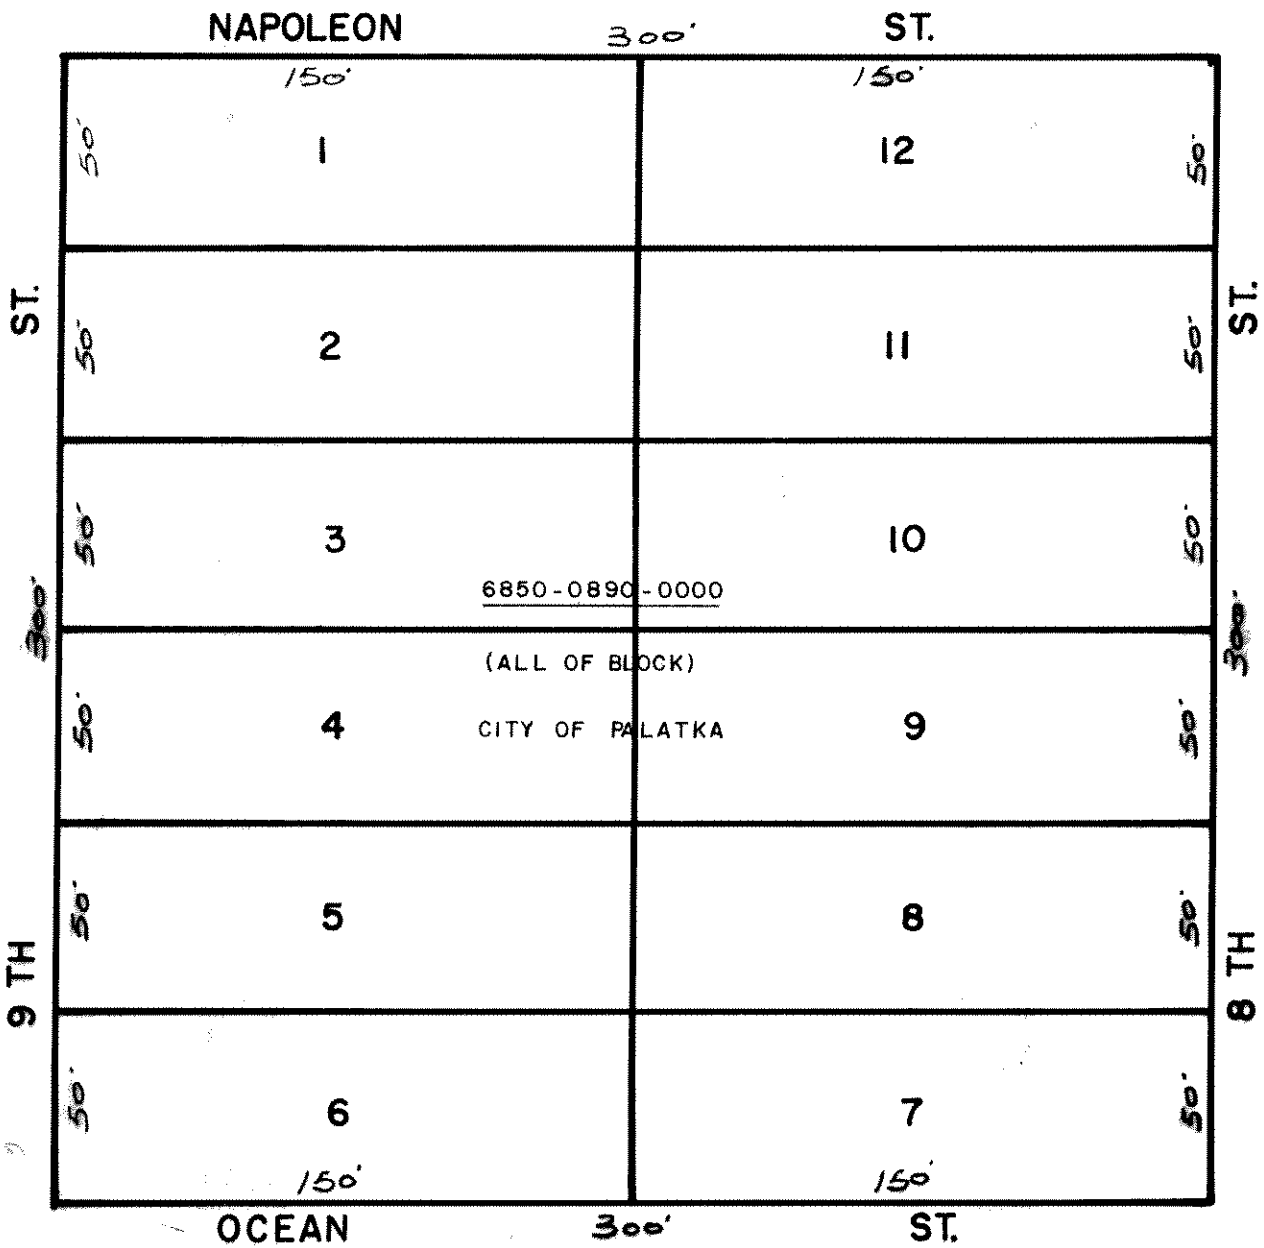 NAPOLEON 300' ST.
150' 150'
50' 1 12 50'
ST. 50' 2 11 50' ST.
50' 3 10 50'
6850-0890-0000
300' 300'
(ALL OF BLOCK)
50' 4 9 50'
CITY OF PALATKA
50' 5 8 50'
9 TH 8 TH
50' 6 7 50'
150' 150'
OCEAN 300' ST.